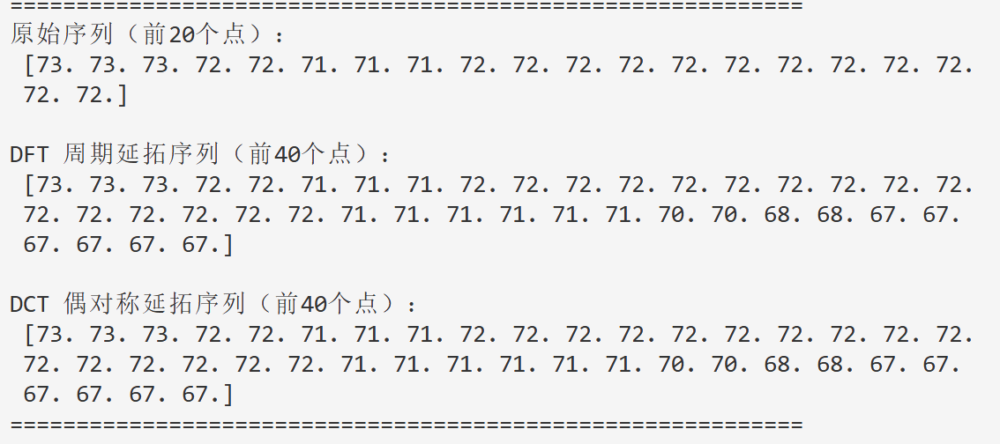 ============================================================
原始序列（前20个点）：
[73. 73. 73. 72. 72. 71. 71. 71. 72. 72. 72. 72. 72. 72. 72. 72. 72. 72.
72. 72.]
DFT 周期延拓序列（前40个点）：
[73. 73. 73. 72. 72. 71. 71. 71. 72. 72. 72. 72. 72. 72. 72. 72. 72. 72.
72. 72. 72. 72. 72. 72. 71. 71. 71. 71. 71. 71. 70. 70. 68. 68. 67. 67.
67. 67. 67. 67.]
DCT 偶对称延拓序列（前40个点）：
[73. 73. 73. 72. 72. 71. 71. 71. 72. 72. 72. 72. 72. 72. 72. 72. 72. 72.
72. 72. 72. 72. 72. 72. 71. 71. 71. 71. 71. 71. 70. 70. 68. 68. 67. 67.
67. 67. 67. 67.]
============================================================